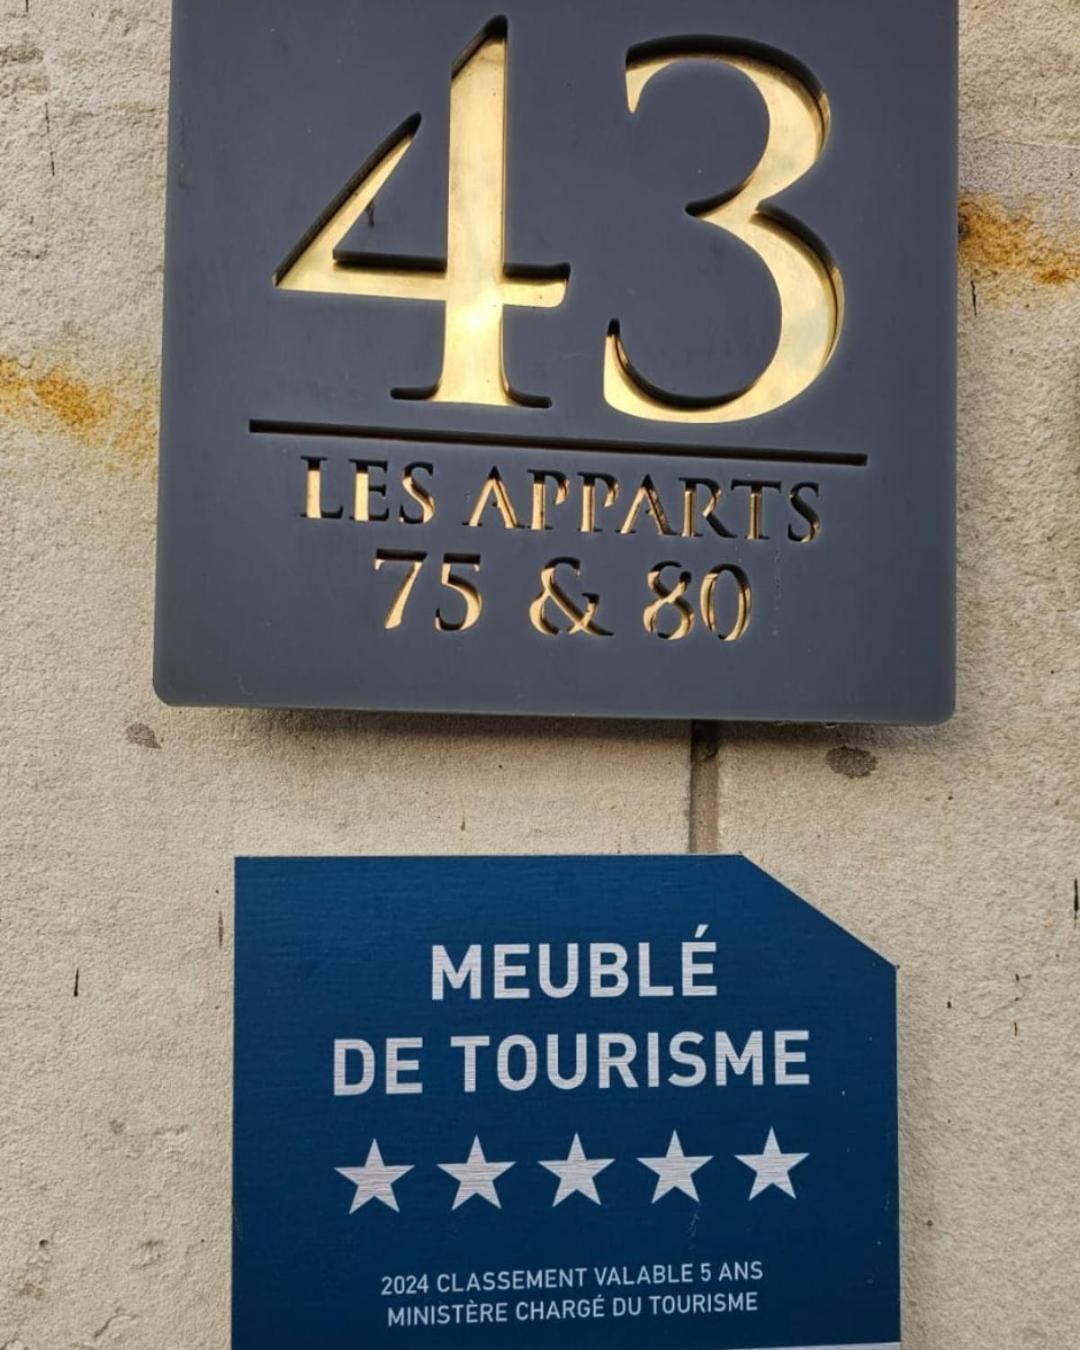 43
LES APPARTS
75 & 80
MEUBLÉ
DE TOURISME
2024 CLASSEMENT VALABLE 5 ANS
MINISTÈRE CHARGÉ DU TOURISME